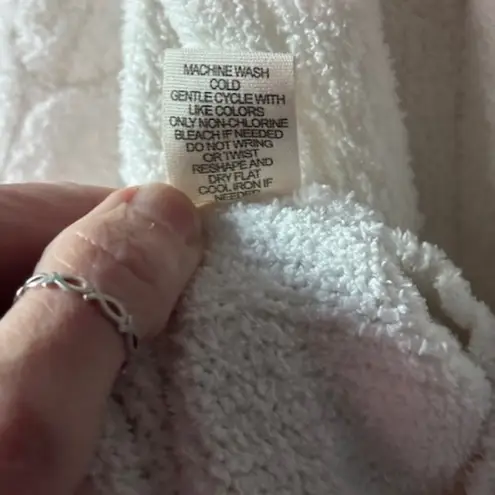 MACHINE WASH
COLD
GENTLE CYCLE WITH
LIKE COLORS
ONLY NON-CHLORINE
BLEACH IF NEEDED
DO NOT WRING
OR TWIST
RESHAPE AND
DRY FLAT
COOL IRON IF
NEEDED